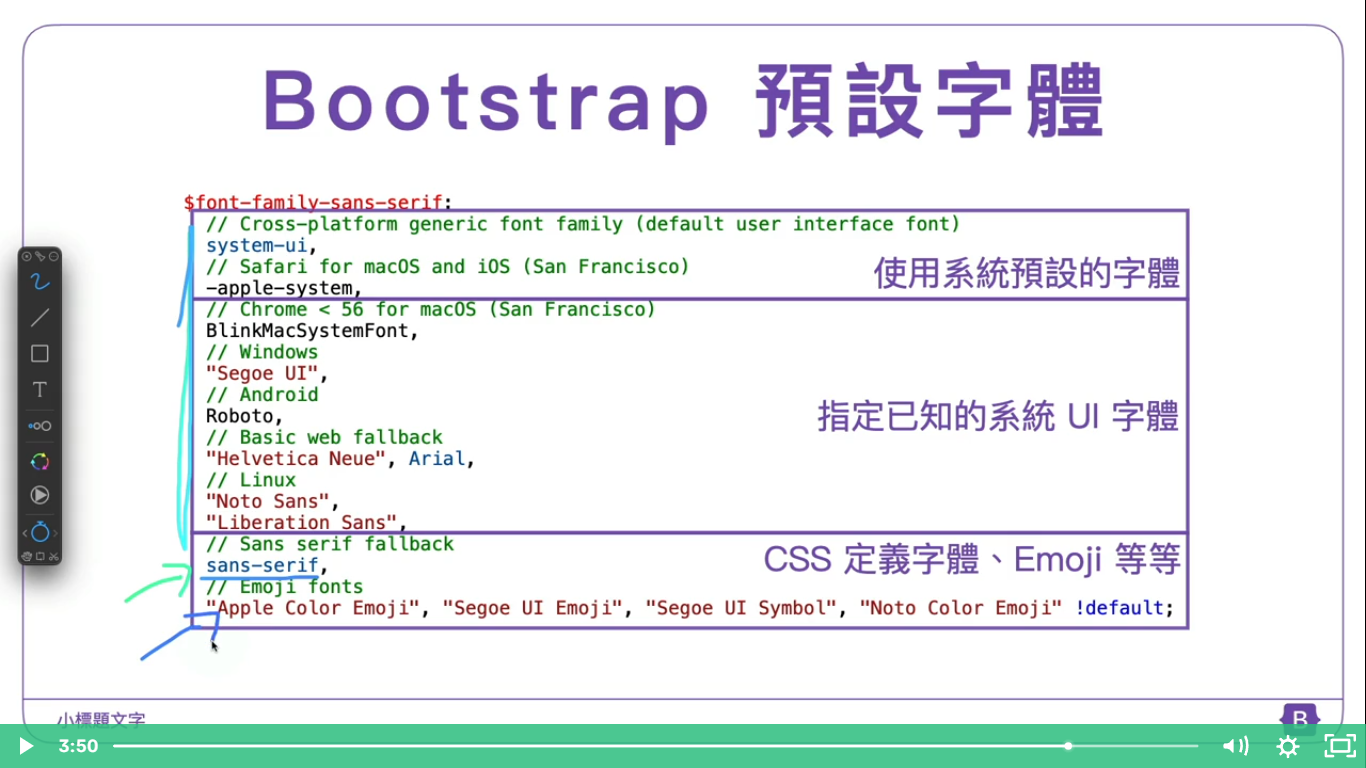 Bootstrap 預設字體
$font-family-sans-serif:
// Cross-platform generic font family (default user interface font)
system-ui,
// Safari for macOS and iOS (San Francisco)
-apple-system,
使用系統預設的字體
// Chrome < 56 for macOS (San Francisco)
BlinkMacSystemFont,
// Windows
"Segoe UI",
// Android
Roboto,
// Basic web fallback
"Helvetica Neue", Arial,
// Linux
"Noto Sans",
"Liberation Sans",
指定已知的系統 UI 字體
// Sans serif fallback
sans-serif,
// Emoji fonts
"Apple Color Emoji", "Segoe UI Emoji", "Segoe UI Symbol", "Noto Color Emoji" !default;
CSS 定義字體、Emoji 等等
T
小標題文字
B
3:50